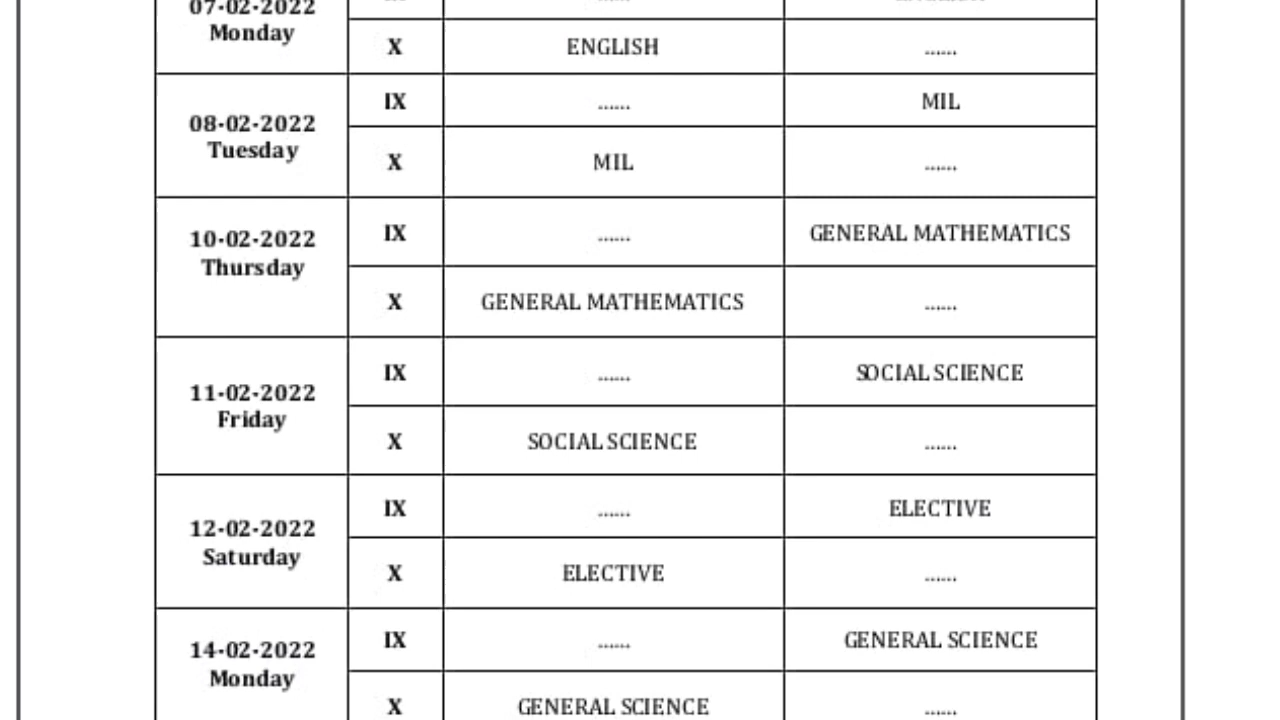 07-02-2022
Monday
X ENGLISH ......
08-02-2022
Tuesday
IX ...... MIL
X MIL ......
10-02-2022
Thursday
IX ...... GENERAL MATHEMATICS
X GENERAL MATHEMATICS ......
11-02-2022
Friday
IX ...... SOCIAL SCIENCE
X SOCIAL SCIENCE ......
12-02-2022
Saturday
IX ...... ELECTIVE
X ELECTIVE ......
14-02-2022
Monday
IX ...... GENERAL SCIENCE
X GENERAL SCIENCE ......